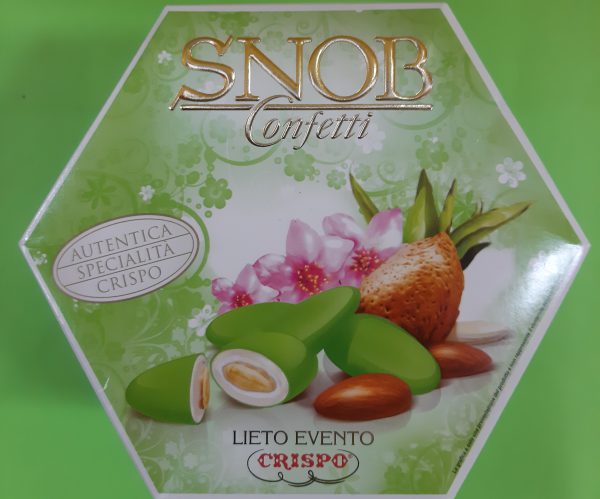 SNOB
Confetti
AUTENTICA
SPECIALITÀ
CRISPO
LIETO EVENTO
CRISPO®